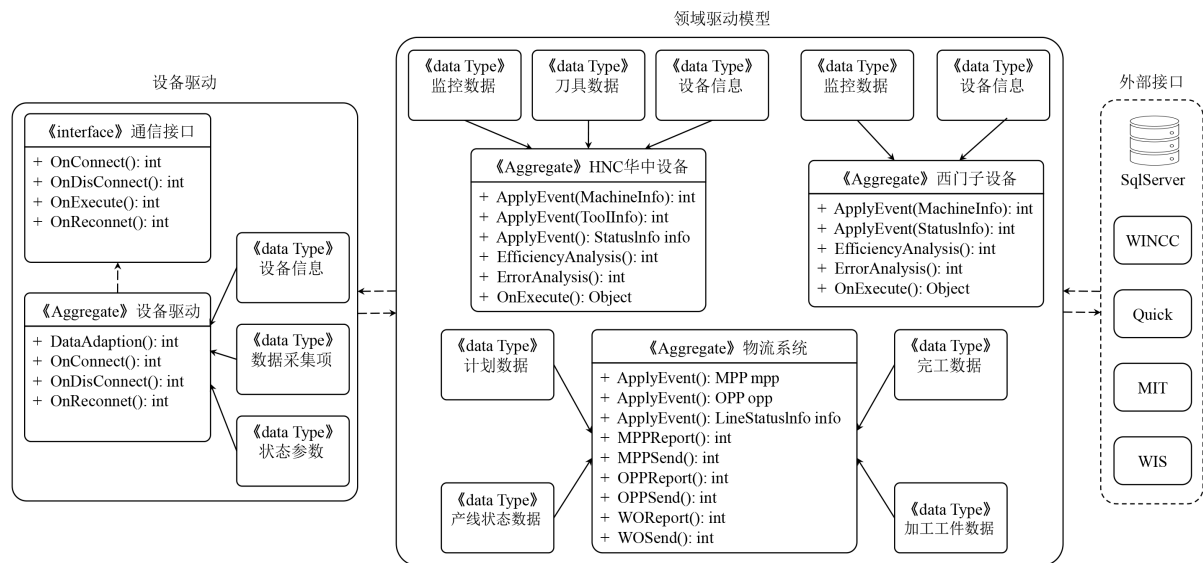 领域驱动模型
设备驱动
《interface》通信接口
+ OnConnect(): int
+ OnDisConnect(): int
+ OnExecute(): int
+ OnReconnet(): int
《Aggregate》设备驱动
+ DataAdaption(): int
+ OnConnect(): int
+ OnDisConnect(): int
+ OnReconnet(): int
《data Type》
设备信息
《data Type》
数据采集项
《data Type》
状态参数
《data Type》
监控数据
《data Type》
刀具数据
《data Type》
设备信息
《Aggregate》HNC华中设备
+ ApplyEvent(MachineInfo): int
+ ApplyEvent(ToolInfo): int
+ ApplyEvent(): StatusInfo info
+ EfficiencyAnalysis(): int
+ ErrorAnalysis(): int
+ OnExecute(): Object
《data Type》
监控数据
《data Type》
设备信息
《Aggregate》西门子设备
+ ApplyEvent(MachineInfo): int
+ ApplyEvent(StatusInfo): int
+ EfficiencyAnalysis(): int
+ ErrorAnalysis(): int
+ OnExecute(): Object
《data Type》
计划数据
《data Type》
产线状态数据
《Aggregate》物流系统
+ ApplyEvent(): MPP mpp
+ ApplyEvent(): OPP opp
+ ApplyEvent(): LineStatusInfo info
+ MPPReport(): int
+ MPPSend(): int
+ OPPReport(): int
+ OPPSend(): int
+ WOReport(): int
+ WOSend(): int
《data Type》
完工数据
《data Type》
加工工件数据
外部接口
SqlServer
WINCC
Quick
MIT
WIS